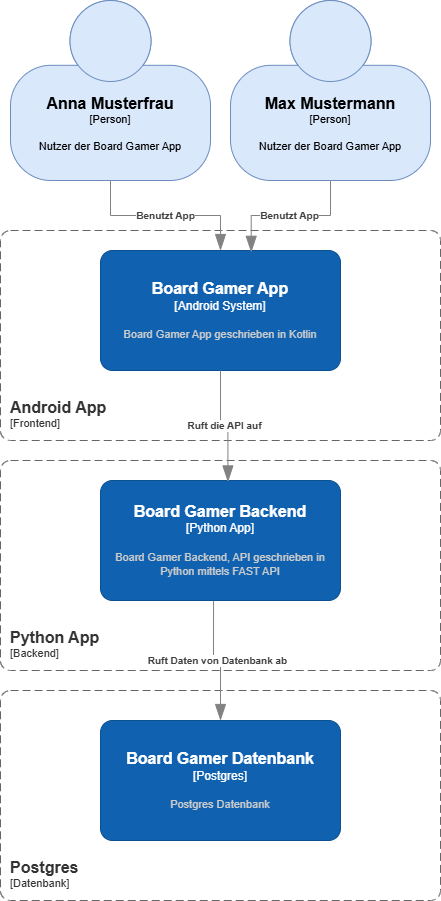 Anna Musterfrau
[Person]
Nutzer der Board Gamer App
Max Mustermann
[Person]
Nutzer der Board Gamer App
Benutzt App
Benutzt App
Board Gamer App
[Android System]
Board Gamer App geschrieben in Kotlin
Android App
[Frontend]
Ruft die API auf
Board Gamer Backend
[Python App]
Board Gamer Backend, API geschrieben in
Python mittels FAST API
Python App
[Backend]
Ruft Daten von Datenbank ab
Board Gamer Datenbank
[Postgres]
Postgres Datenbank
Postgres
[Datenbank]